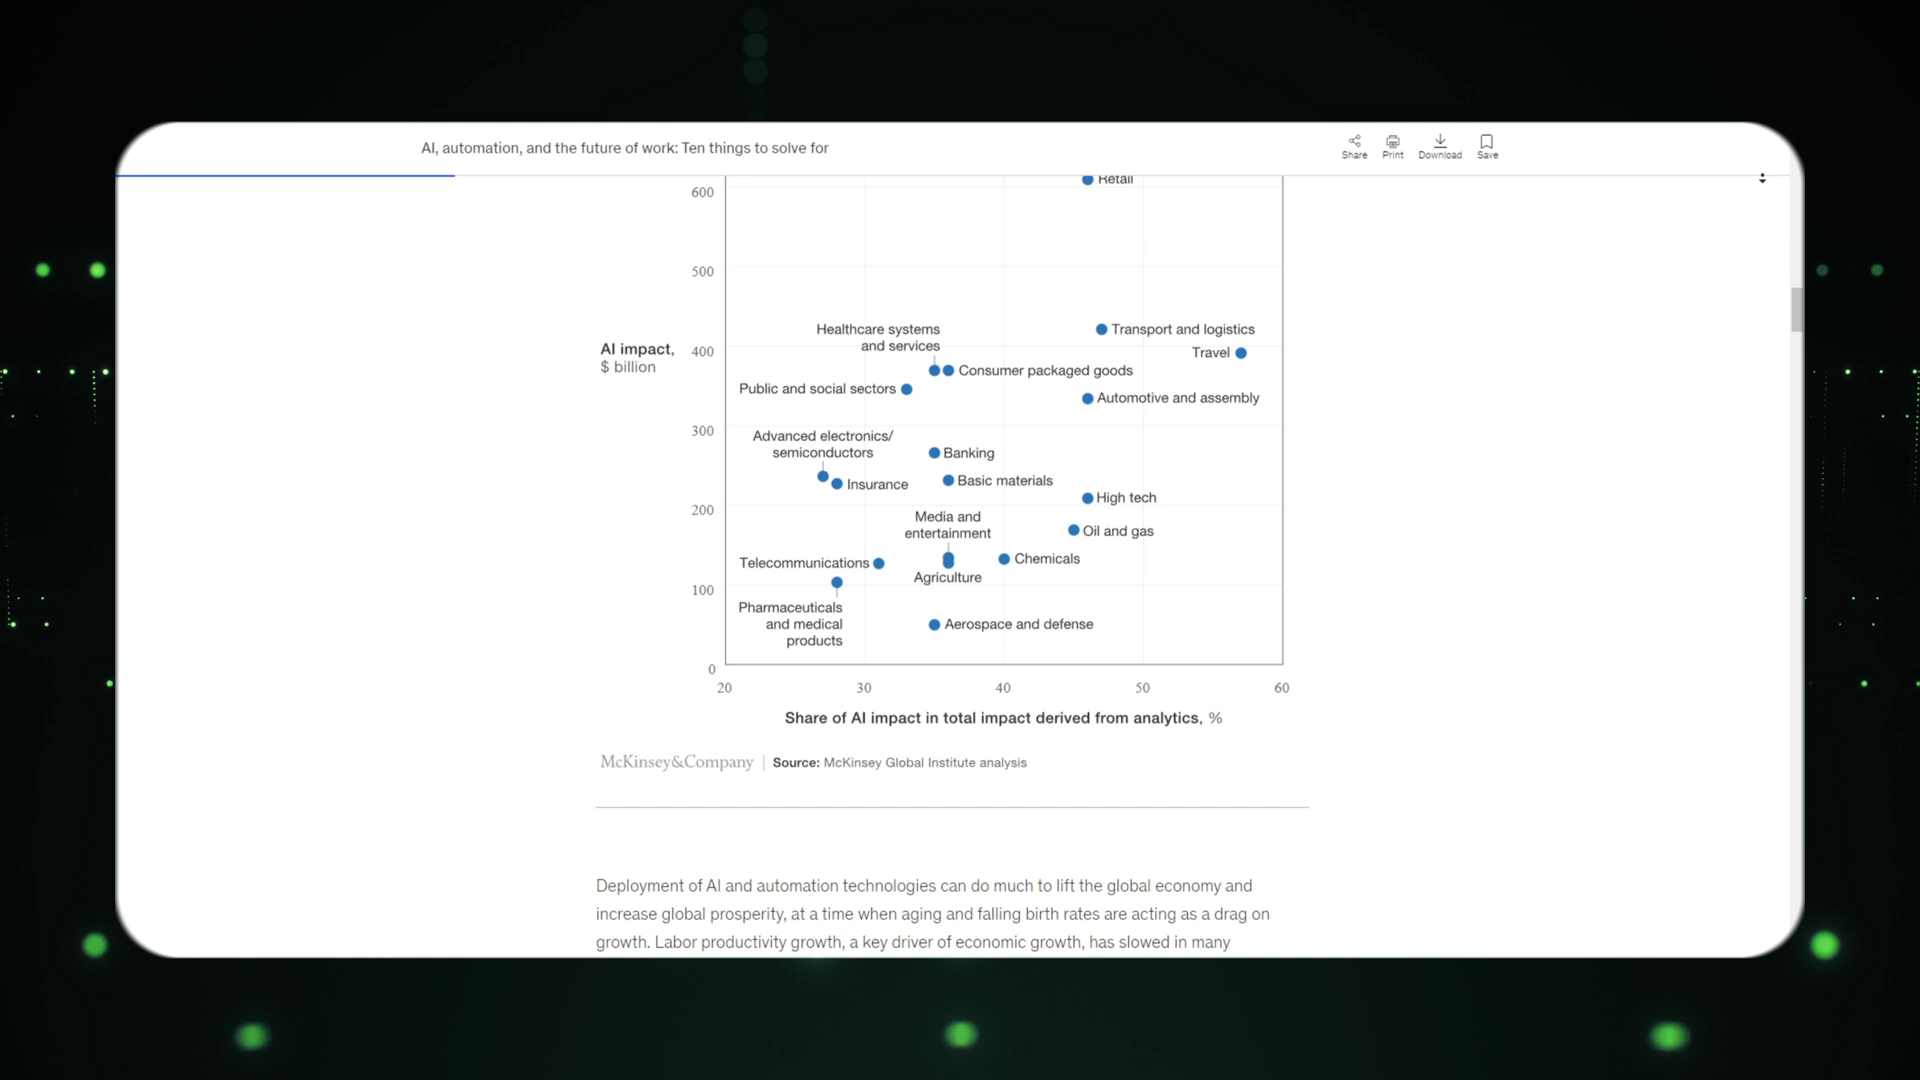 AI, automation, and the future of work: Ten things to solve for
Share
Print
Download
Save
Retail
600
500
Healthcare systems
and services
Transport and logistics
AI impact,
$ billion
400
Travel
Consumer packaged goods
Public and social sectors
Automotive and assembly
300
Advanced electronics/
semiconductors
Banking
Insurance
Basic materials
High tech
200
Media and
entertainment
Oil and gas
Telecommunications
Chemicals
Agriculture
100
Pharmaceuticals
and medical
products
Aerospace and defense
0
20 30 40 50 60
Share of AI impact in total impact derived from analytics, %
McKinsey&Company | Source: McKinsey Global Institute analysis
Deployment of AI and automation technologies can do much to lift the global economy and
increase global prosperity, at a time when aging and falling birth rates are acting as a drag on
growth. Labor productivity growth, a key driver of economic growth, has slowed in many